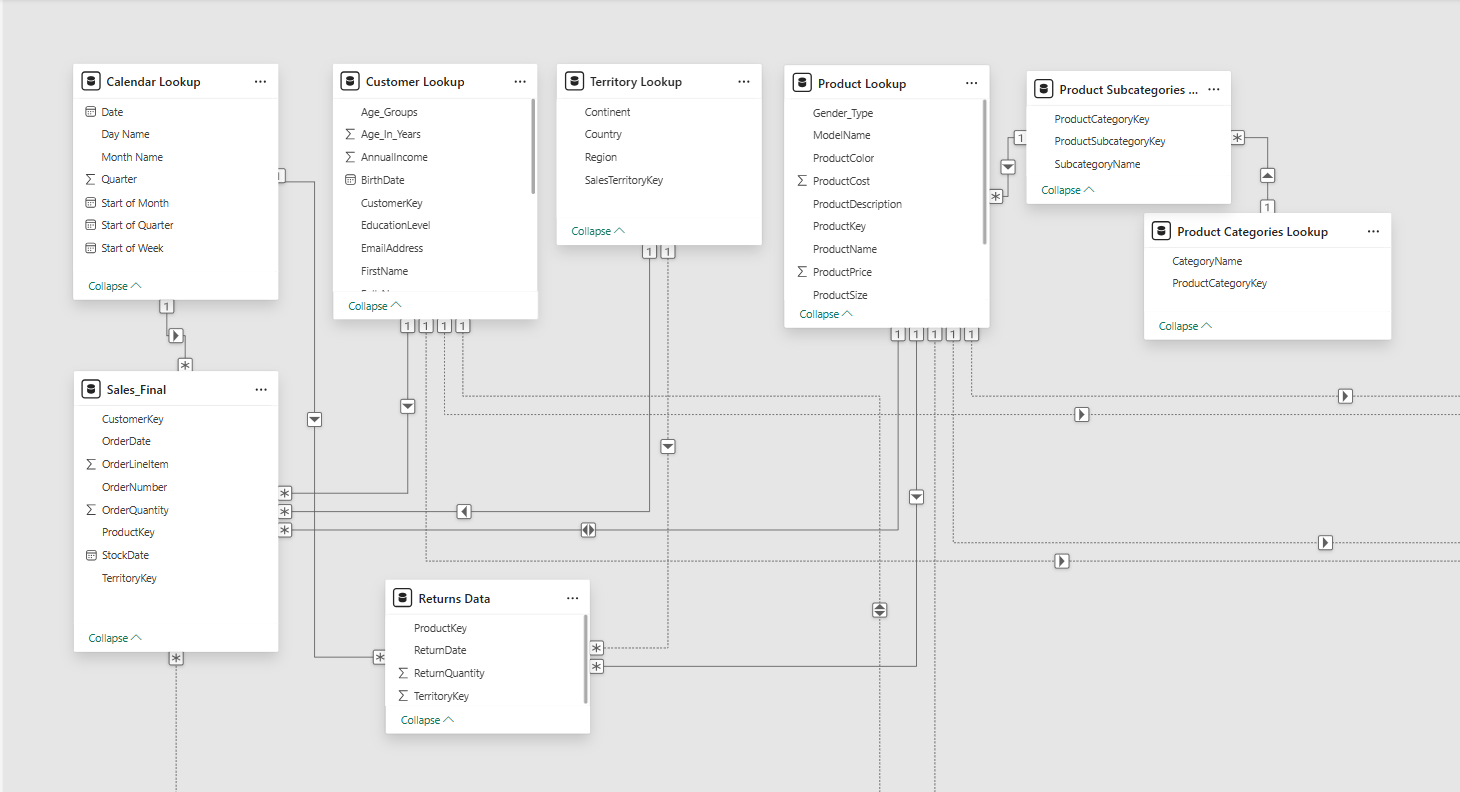 Calendar Lookup ...
Date
Day Name
Month Name
Quarter
Start of Month
Start of Quarter
Start of Week
Collapse
Customer Lookup ...
Age_Groups
Age_In_Years
AnnualIncome
BirthDate
CustomerKey
EducationLevel
EmailAddress
FirstName
Collapse
Territory Lookup ...
Continent
Country
Region
SalesTerritoryKey
Collapse
Product Lookup ...
Gender_Type
ModelName
ProductColor
ProductCost
ProductDescription
ProductKey
ProductName
ProductPrice
ProductSize
Collapse
Product Subcategories ... ...
ProductCategoryKey
ProductSubcategoryKey
SubcategoryName
Collapse
Product Categories Lookup ...
CategoryName
ProductCategoryKey
Collapse
1
1
*
1
*
1
*
1
1
1 1 1 1
1 1 1 1 1
Sales_Final ...
CustomerKey
OrderDate
OrderLineItem
OrderNumber
OrderQuantity
ProductKey
StockDate
TerritoryKey
Collapse
*
*
*
*
Returns Data ...
ProductKey
ReturnDate
ReturnQuantity
TerritoryKey
Collapse
*
*
*